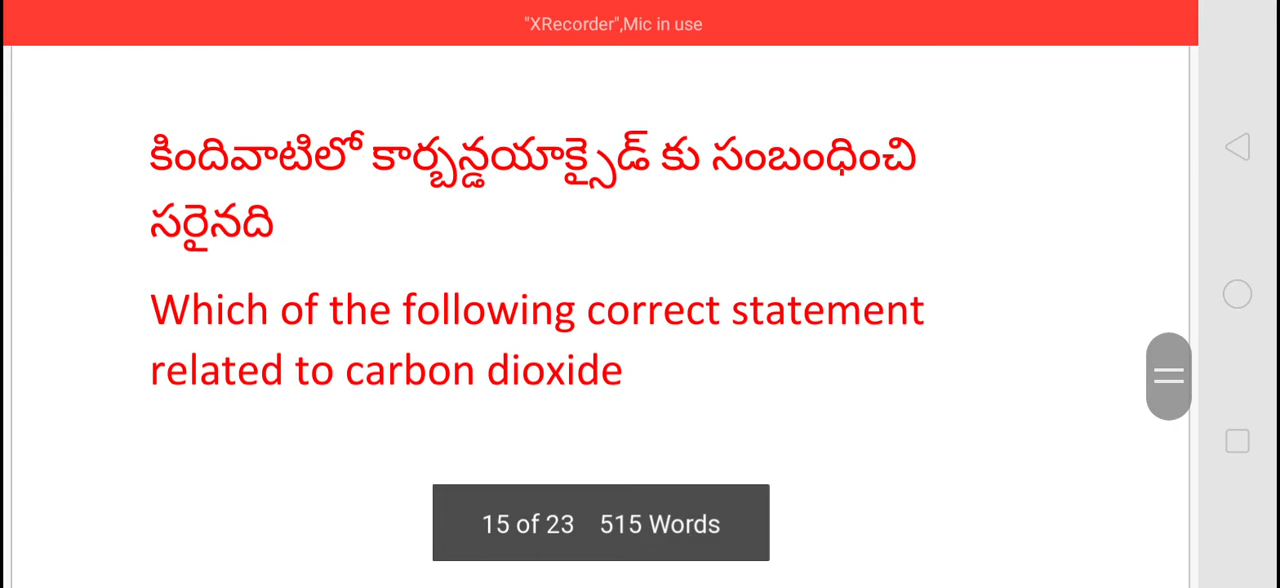 "XRecorder",Mic in use
కిందివాటిలో కార్బన్డయాక్సైడ్ కు సంబంధించి
సరైనది
Which of the following correct statement
related to carbon dioxide
15 of 23 515 Words